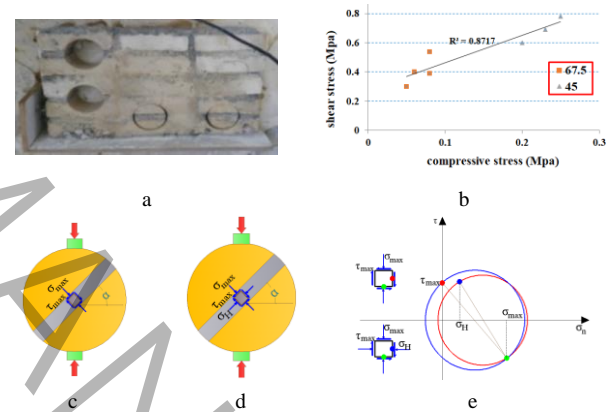 0.8
0.6
0.4
0.2
0
0
0.1
0.2
0.3
shear stress (Mpa)
R² = 0.8717
67.5
45
compressive stress (Mpa)
a
b
σmax
τmax
α
c
σmax
τmax
σH
α
d
τ
σmax
τmax
τmax
σmax
σH
σn
σmax
τmax
σH
e